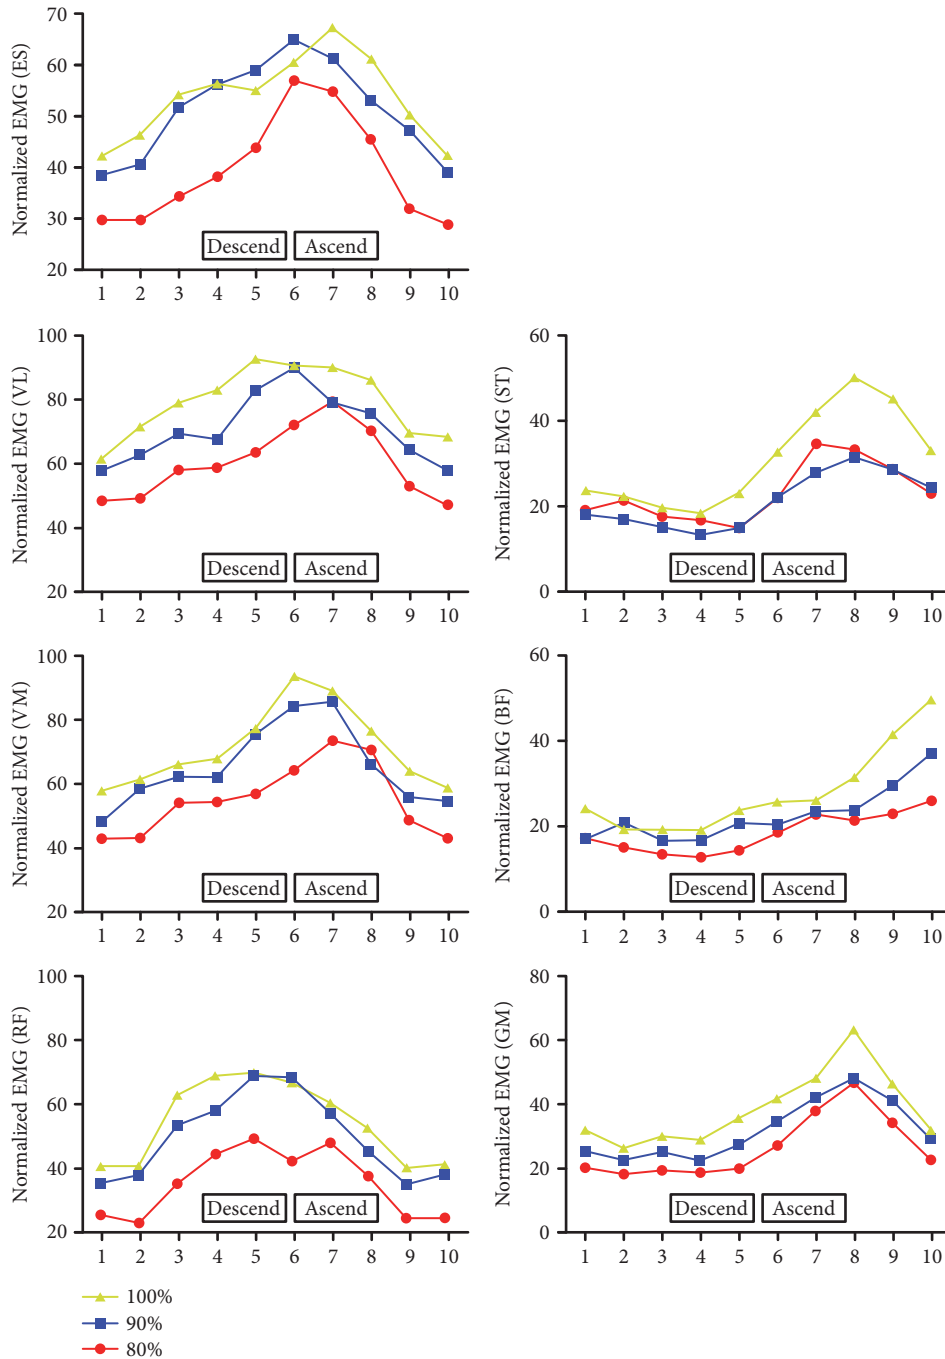 Normalized EMG (ES)
70
60
50
40
30
20
Descend Ascend
1 2 3 4 5 6 7 8 9 10
Normalized EMG (VL)
100
80
60
40
20
Descend Ascend
1 2 3 4 5 6 7 8 9 10
Normalized EMG (ST)
60
40
20
0
Descend Ascend
1 2 3 4 5 6 7 8 9 10
Normalized EMG (VM)
100
80
60
40
20
Descend Ascend
1 2 3 4 5 6 7 8 9 10
Normalized EMG (BF)
60
40
20
0
Descend Ascend
1 2 3 4 5 6 7 8 9 10
Normalized EMG (RF)
100
80
60
40
20
Descend Ascend
1 2 3 4 5 6 7 8 9 10
Normalized EMG (GM)
80
60
40
20
0
Descend Ascend
1 2 3 4 5 6 7 8 9 10
100%
90%
80%